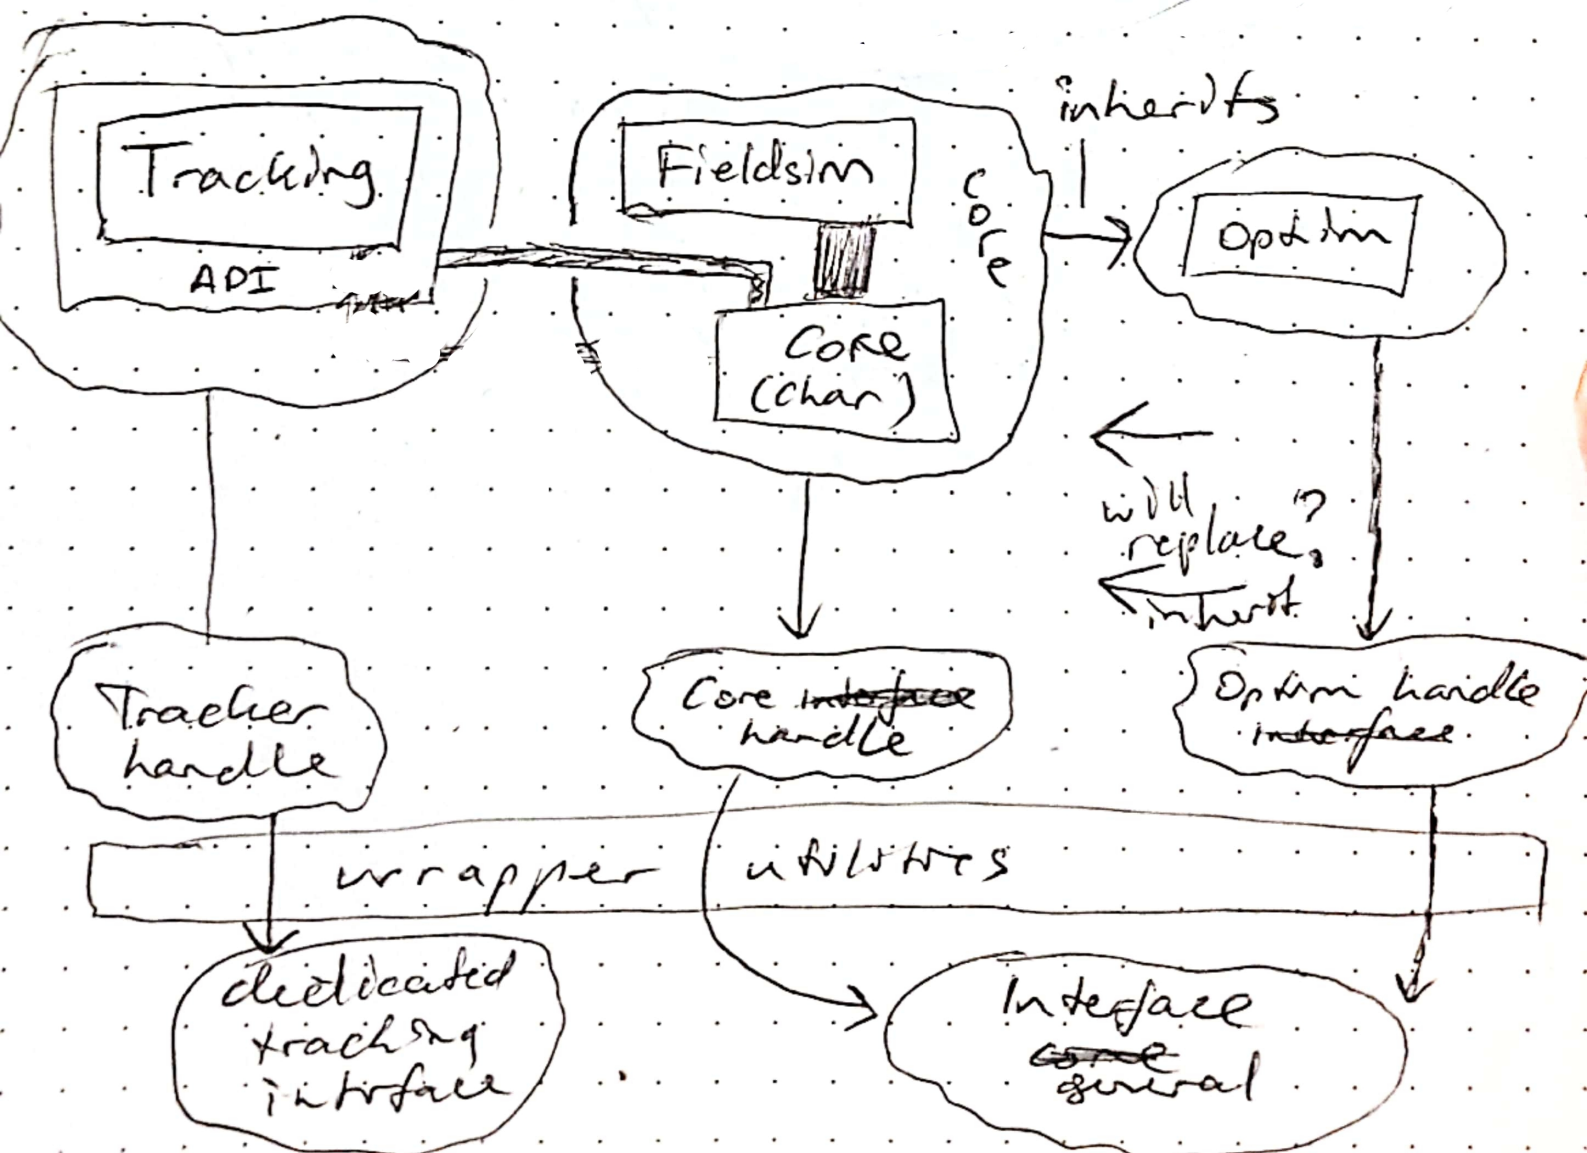 inherits
Tracking
API
Fieldsim
Core
Optim
Core
(Char)
will
replace?
inherit
Tracker
handle
Core interface
handle
Optim handle
interface
wrapper utilities
dedicated
tracking
interface
Interface
core
general